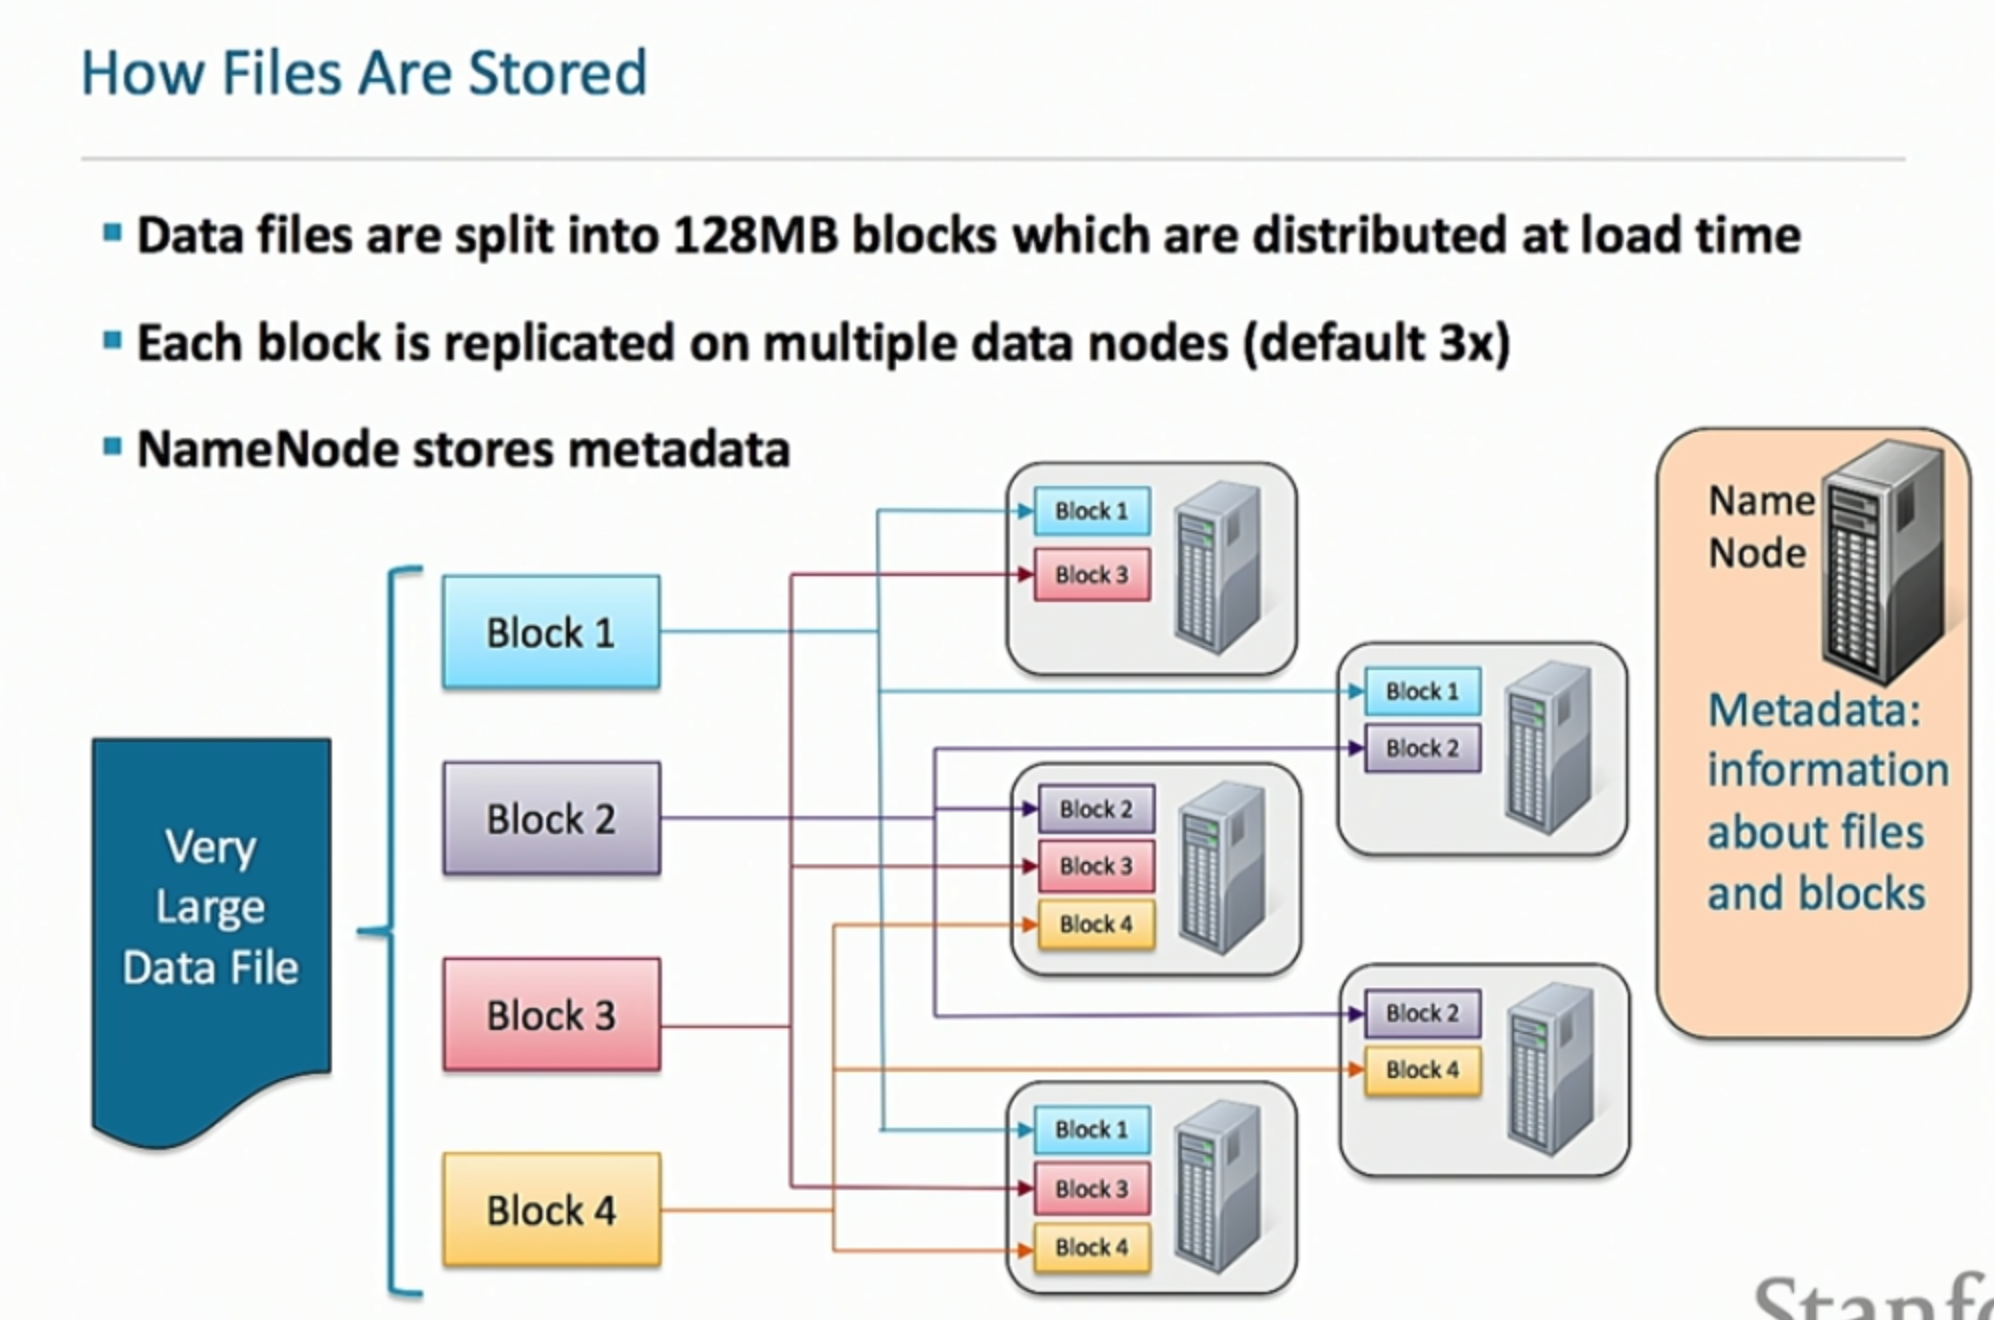 How Files Are Stored
Data files are split into 128MB blocks which are distributed at load time
Each block is replicated on multiple data nodes (default 3x)
NameNode stores metadata
Very
Large
Data File
Block 1
Block 2
Block 3
Block 4
Block 1
Block 3
Block 1
Block 2
Block 2
Block 3
Block 4
Block 2
Block 4
Block 1
Block 3
Block 4
Name
Node
Metadata:
information
about files
and blocks